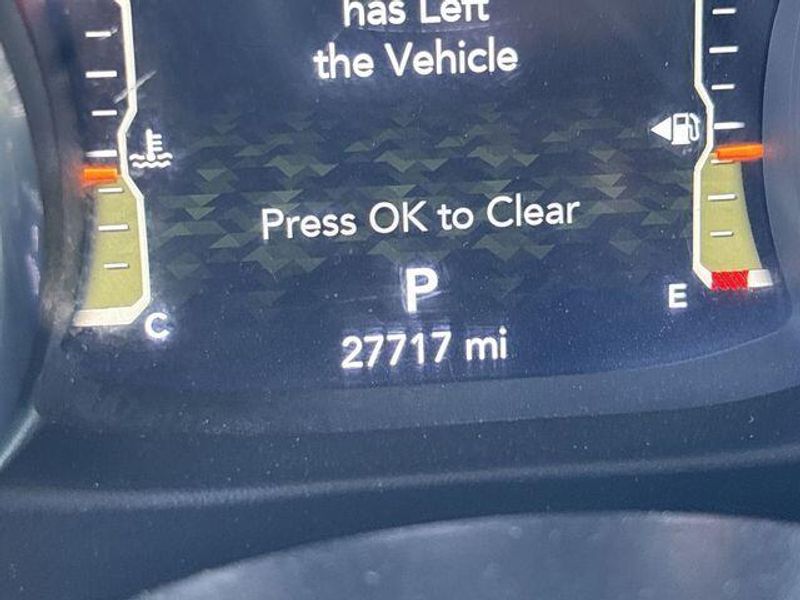 has Left
the Vehicle
Press OK to Clear
P
E
C
27717 mi